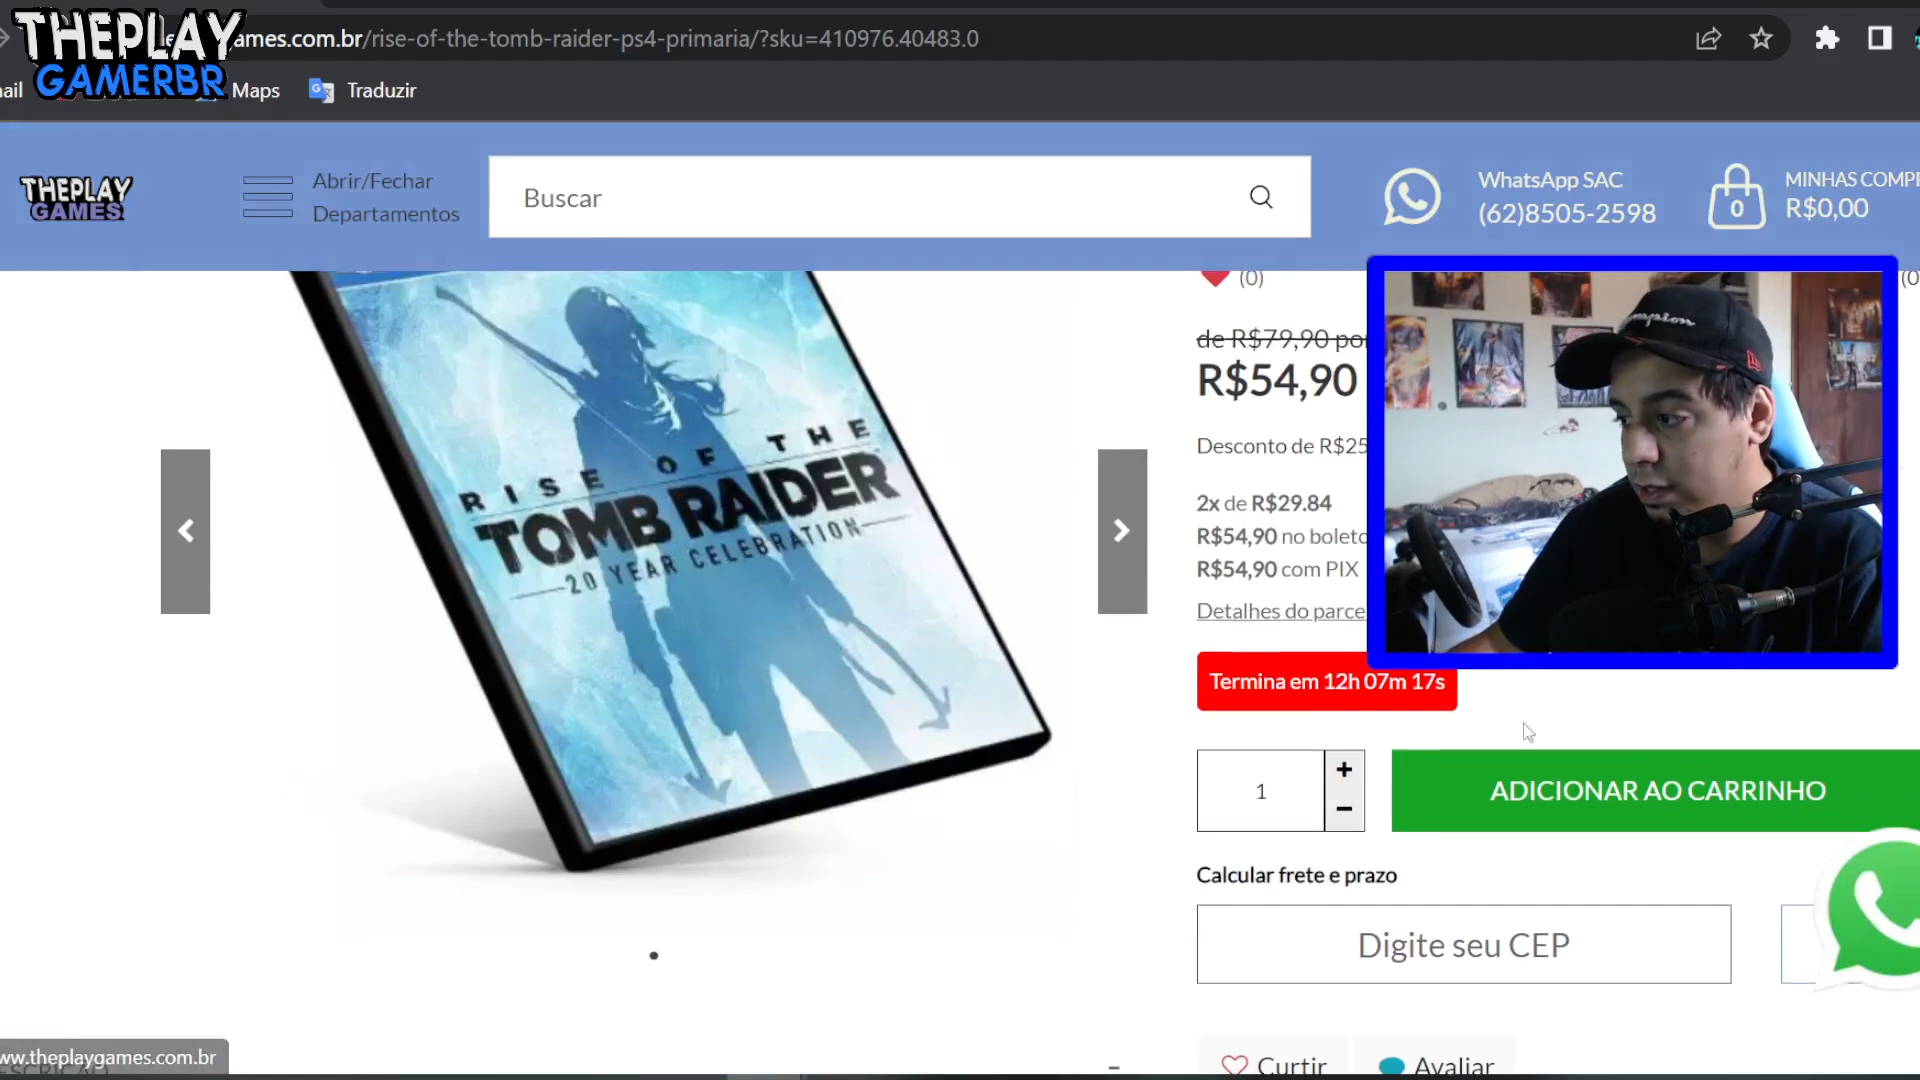 THEPLAY
GAMERBR
ames.com.br/rise-of-the-tomb-raider-ps4-primaria/?sku=410976.40483.0
ail
Maps
Traduzir
THEPLAY
GAMES
Abrir/Fechar
Departamentos
Buscar
WhatsApp SAC
(62)8505-2598
0
MINHAS COMP
R$0,00
(0)
(0
de R$79,90 por
R$54,90
Desconto de R$25
2x de R$29.84
R$54,90 no boleto
R$54,90 com PIX
Detalhes do parce
RISE OF THE
TOMB RAIDER
20 YEAR CELEBRATION
Champion
Termina em 12h 07m 17s
1
+
-
ADICIONAR AO CARRINHO
Calcular frete e prazo
Digite seu CEP
ww.theplaygames.com.br
Curtir
Avaliar